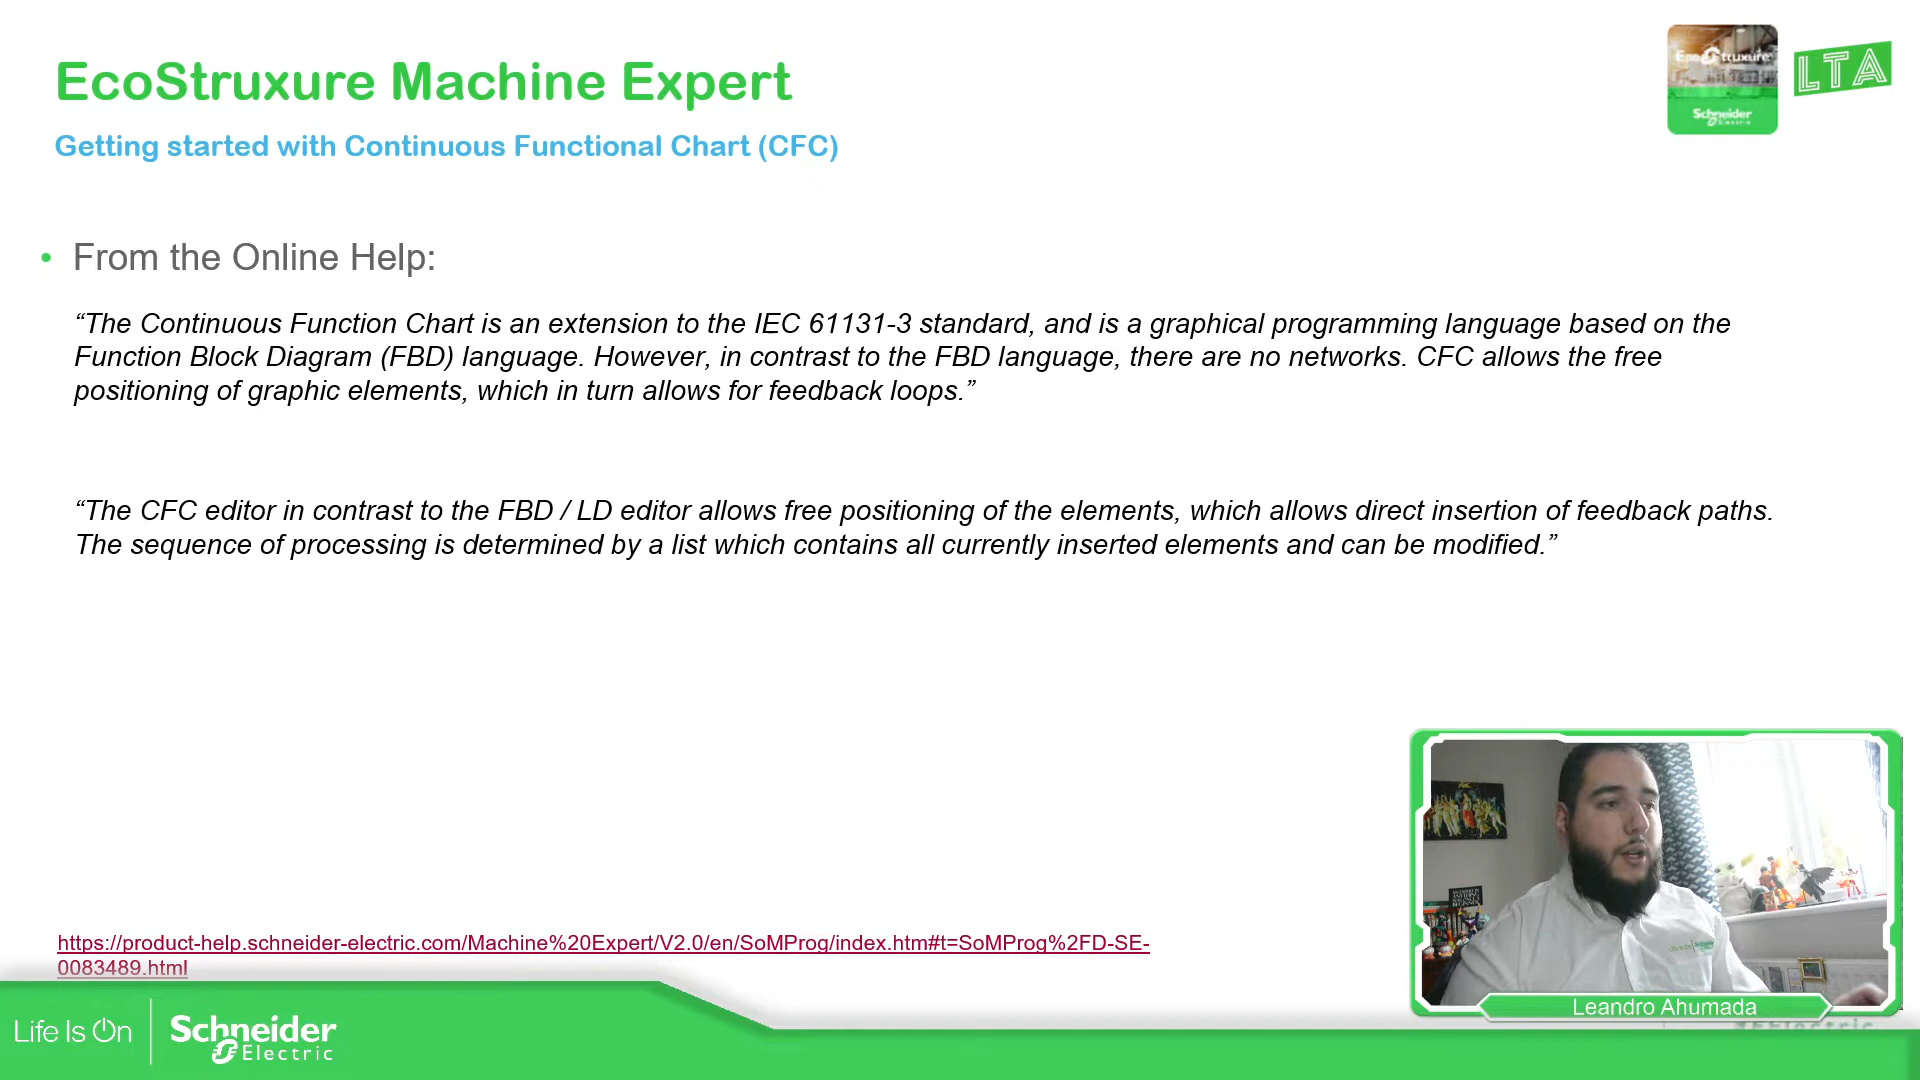 EcoStruxure Machine Expert
Getting started with Continuous Functional Chart (CFC)
EcoStruxure
Schneider
Electric
LTA
• From the Online Help:
“The Continuous Function Chart is an extension to the IEC 61131-3 standard, and is a graphical programming language based on the
Function Block Diagram (FBD) language. However, in contrast to the FBD language, there are no networks. CFC allows the free
positioning of graphic elements, which in turn allows for feedback loops.”
“The CFC editor in contrast to the FBD / LD editor allows free positioning of the elements, which allows direct insertion of feedback paths.
The sequence of processing is determined by a list which contains all currently inserted elements and can be modified.”
https://product-help.schneider-electric.com/Machine%20Expert/V2.0/en/SoMProg/index.htm#t=SoMProg%2FD-SE-
0083489.html
Leandro Ahumada
Life Is On
Schneider
Electric